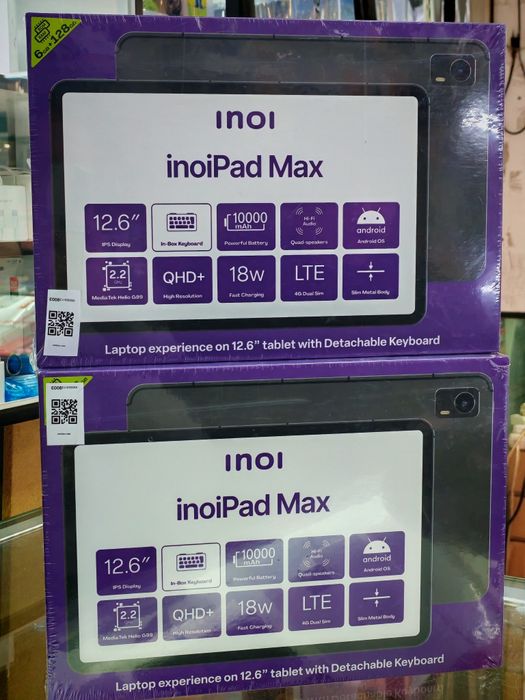 6GB+128GB
inoi
inoiPad Max
12.6”
IPS Display
In-Box Keyboard
10000
mAh
Powerful Battery
Hi-Fi
Audio
Quad-speakers
android
Android OS
2.2
GHz
MediaTek Helio G99
QHD+
High Resolution
18w
Fast Charging
LTE
4G Dual Sim
Slim Metal Body
Laptop experience on 12.6” tablet with Detachable Keyboard
inoi
inoiPad Max
12.6”
IPS Display
In-Box Keyboard
10000
mAh
Powerful Battery
Hi-Fi
Audio
Quad-speakers
android
Android OS
2.2
GHz
MediaTek Helio G99
QHD+
High Resolution
18w
Fast Charging
LTE
4G Dual Sim
Slim Metal Body
Laptop experience on 12.6” tablet with Detachable Keyboard